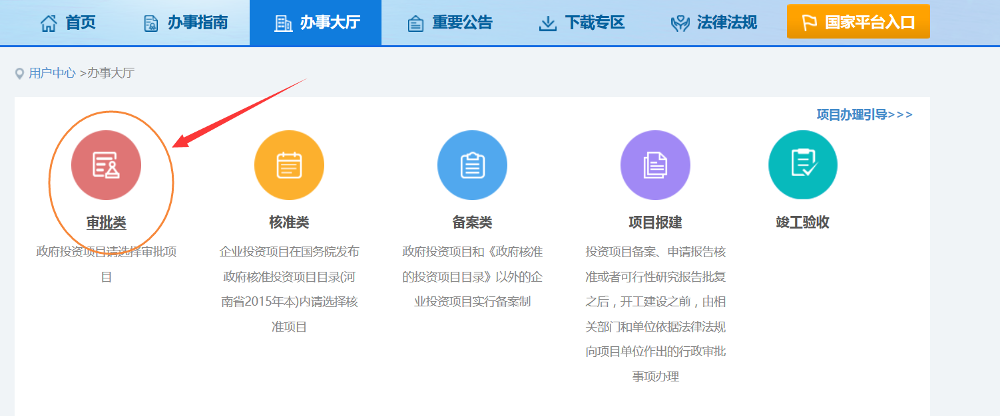 首页 办事指南 办事大厅 重要公告 下载专区 法律法规 国家平台入口
用户中心 >办事大厅
项目办理引导>>>
审批类
政府投资项目请选择审批项
目
核准类
企业投资项目在国务院发布
政府核准投资项目目录(河
南省2015年本)内请选择核
准项目
备案类
政府投资项目和《政府核准
的投资项目目录》以外的企
业投资项目实行备案制
项目报建
投资项目备案、申请报告核
准或者可行性研究报告批复
之后，开工建设之前，由相
关部门和单位依据法律法规
向项目单位作出的行政审批
事项办理
竣工验收